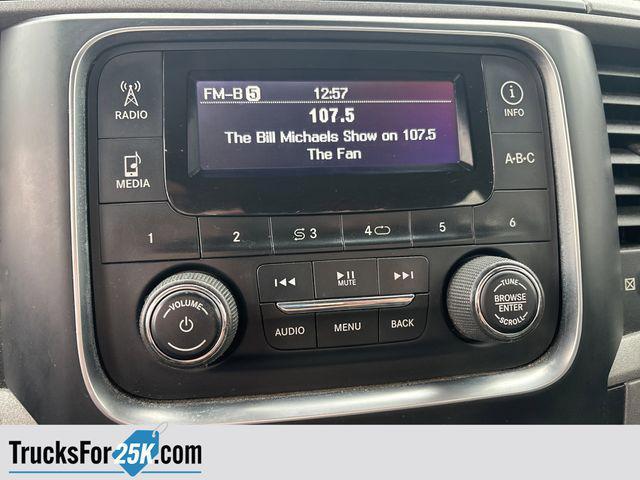 FM-B 5 12:57
107.5
The Bill Michaels Show on 107.5
The Fan
RADIO
MEDIA
i
INFO
A-B-C
1 2 3 4 5 6
VOLUME
MUTE
AUDIO MENU BACK
TUNE
BROWSE
ENTER
SCROLL
TrucksFor25K.com